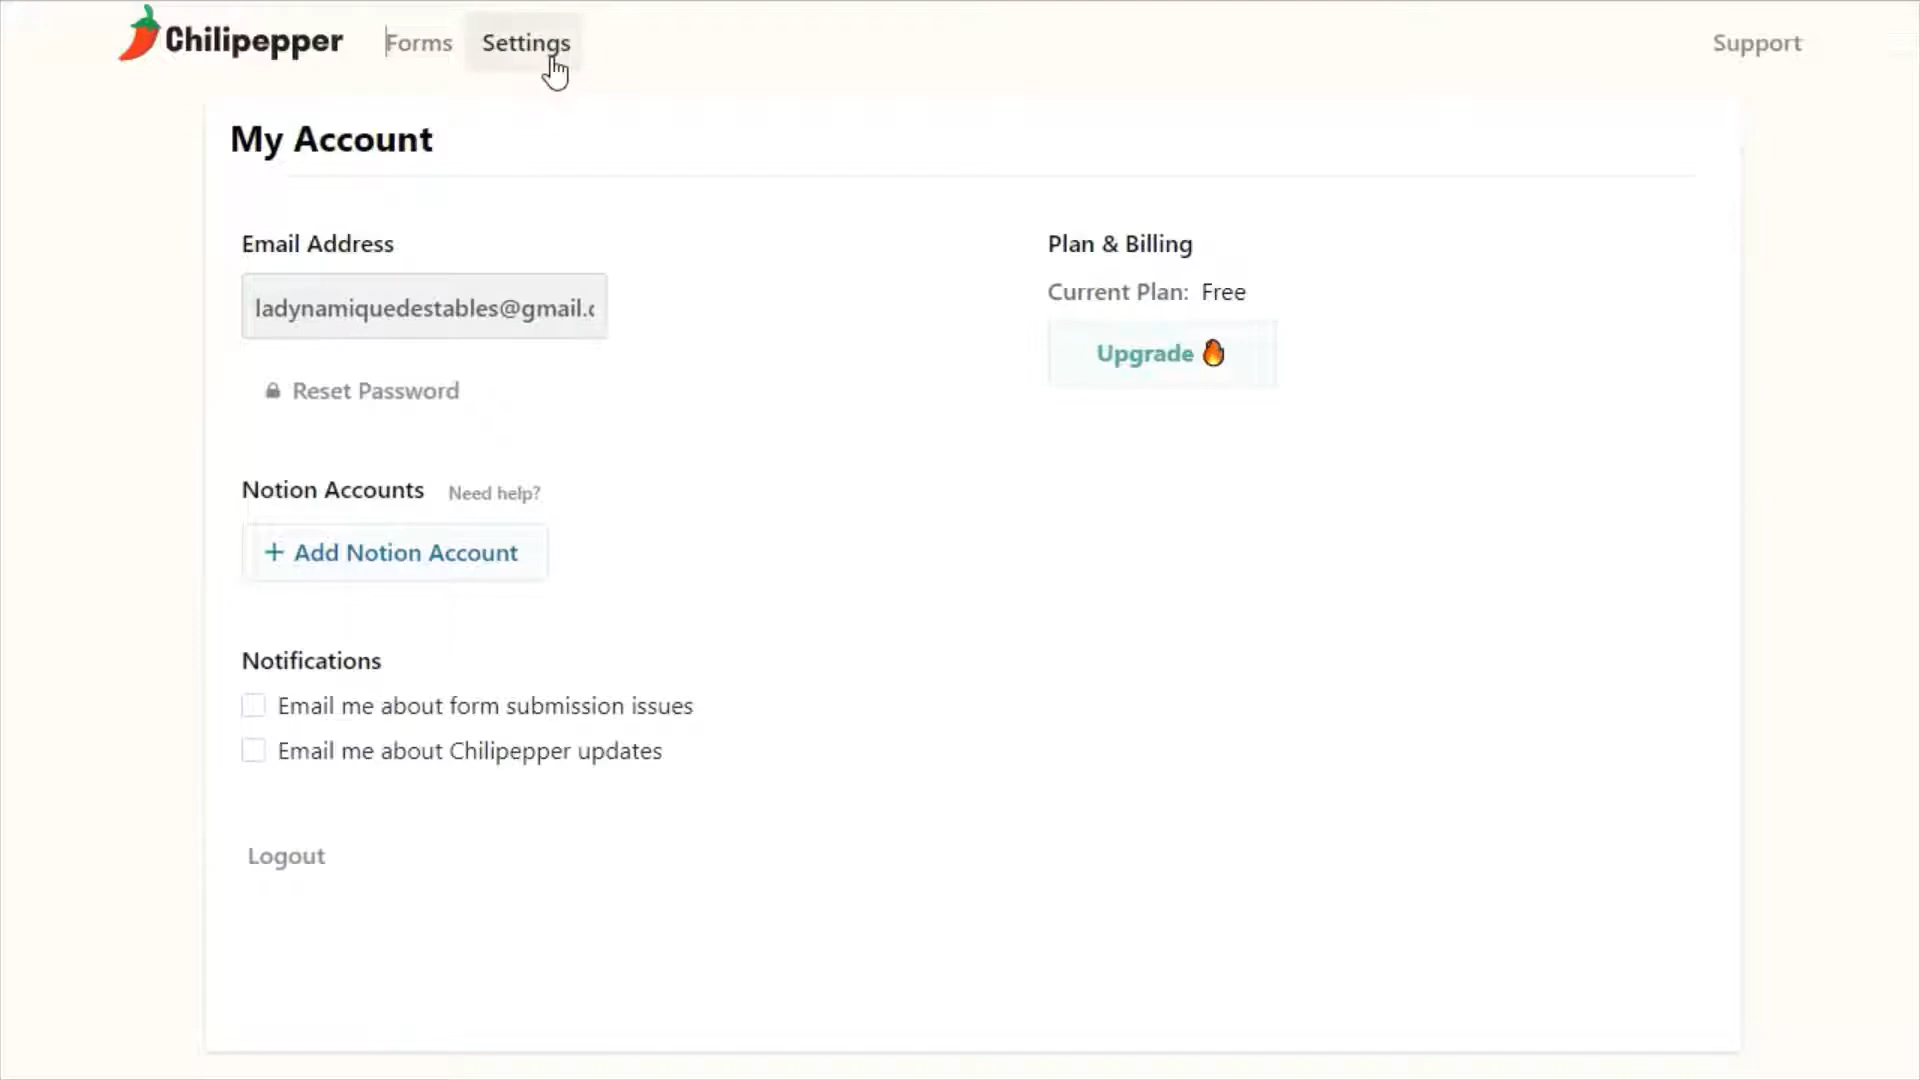 Chilipepper Forms Settings Support
My Account
Email Address
ladynamiquedestables@gmail.c
Reset Password
Plan & Billing
Current Plan: Free
Upgrade
Notion Accounts Need help?
+ Add Notion Account
Notifications
Email me about form submission issues
Email me about Chilipepper updates
Logout